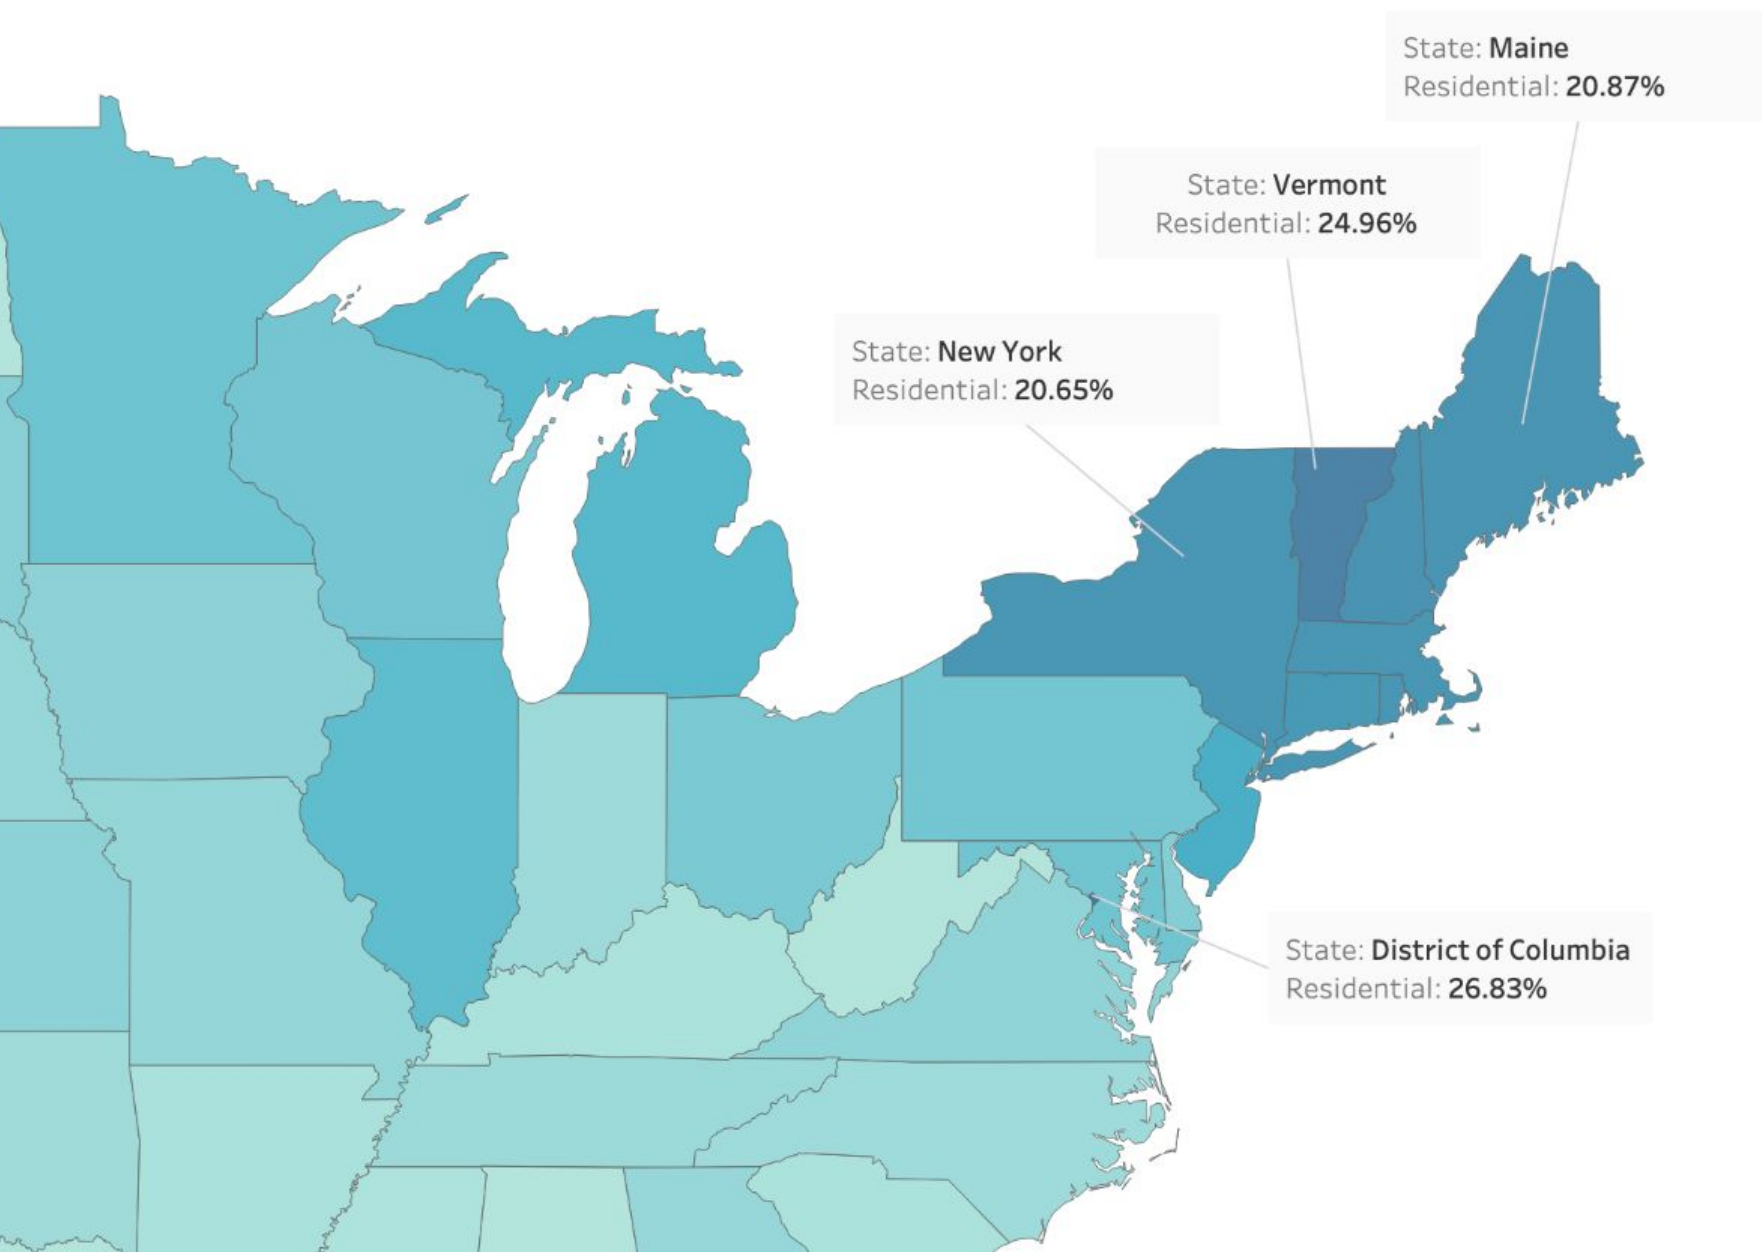 State: Maine
Residential: 20.87%
State: Vermont
Residential: 24.96%
State: New York
Residential: 20.65%
State: District of Columbia
Residential: 26.83%